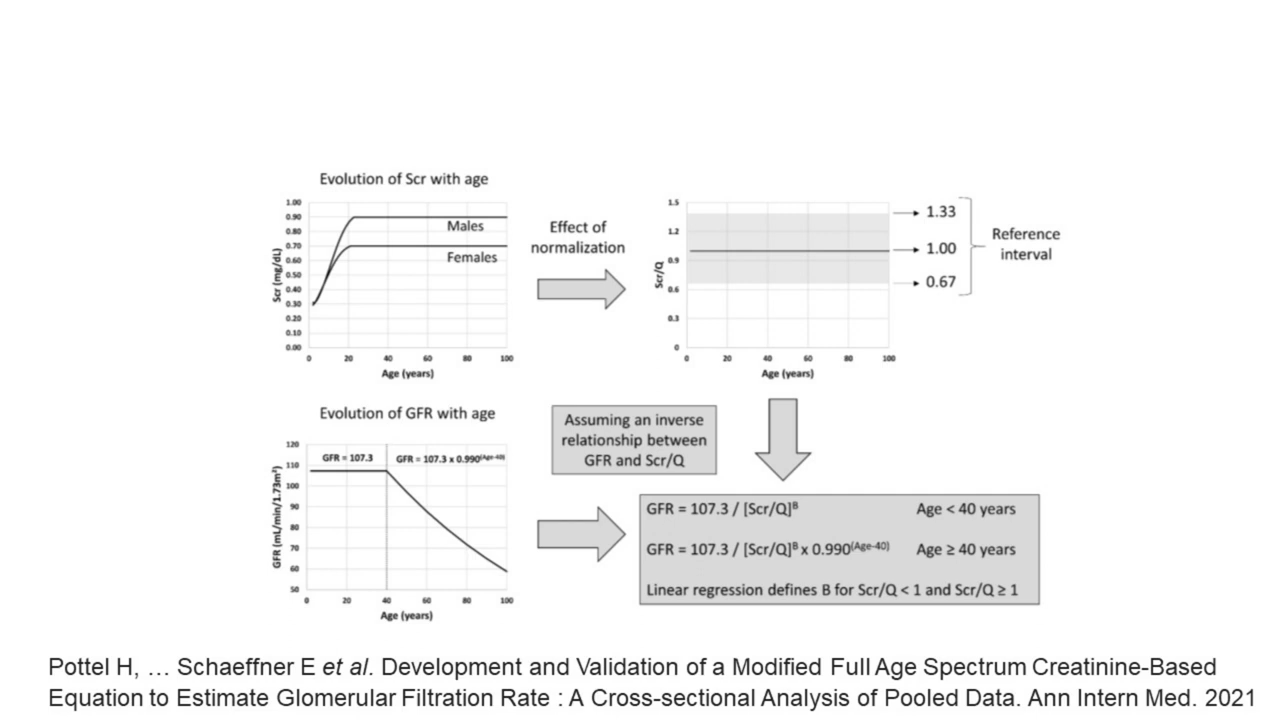 Evolution of Scr with age
1.00
0.90
0.80
0.70
0.60
0.50
0.40
0.30
0.20
0.10
0.00
Scr (mg/dL)
Males
Females
0 20 40 60 80 100
Age (years)
Effect of
normalization
1.5
1.2
0.9
0.6
0.3
0
Scr/Q
0 20 40 60 80 100
Age (years)
1.33
1.00
0.67
Reference
interval
Evolution of GFR with age
120
110
100
90
80
70
60
50
GFR (mL/min/1.73m²)
GFR = 107.3
GFR = 107.3 x 0.990(Age-40)
0 20 40 60 80 100
Age (years)
Assuming an inverse
relationship between
GFR and Scr/Q
GFR = 107.3 / [Scr/Q]ᴮ Age < 40 years
GFR = 107.3 / [Scr/Q]ᴮ x 0.990(Age-40) Age ≥ 40 years
Linear regression defines B for Scr/Q < 1 and Scr/Q ≥ 1
Pottel H, … Schaeffner E et al. Development and Validation of a Modified Full Age Spectrum Creatinine-Based
Equation to Estimate Glomerular Filtration Rate : A Cross-sectional Analysis of Pooled Data. Ann Intern Med. 2021